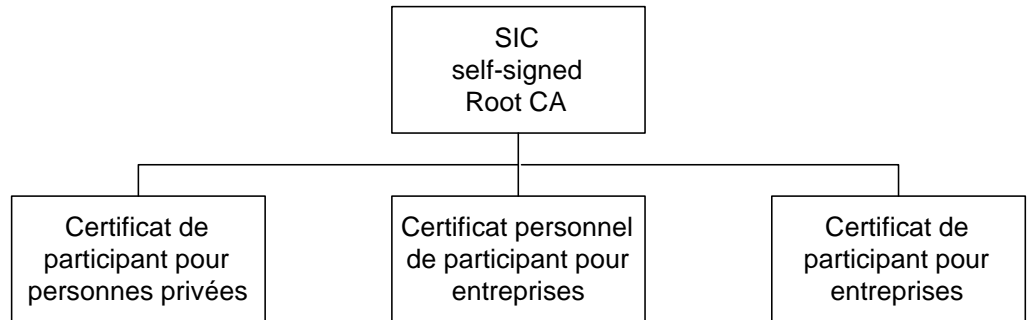 SIC
self-signed
Root CA
Certificat de
participant pour
personnes privées
Certificat personnel
de participant pour
entreprises
Certificat de
participant pour
entreprises